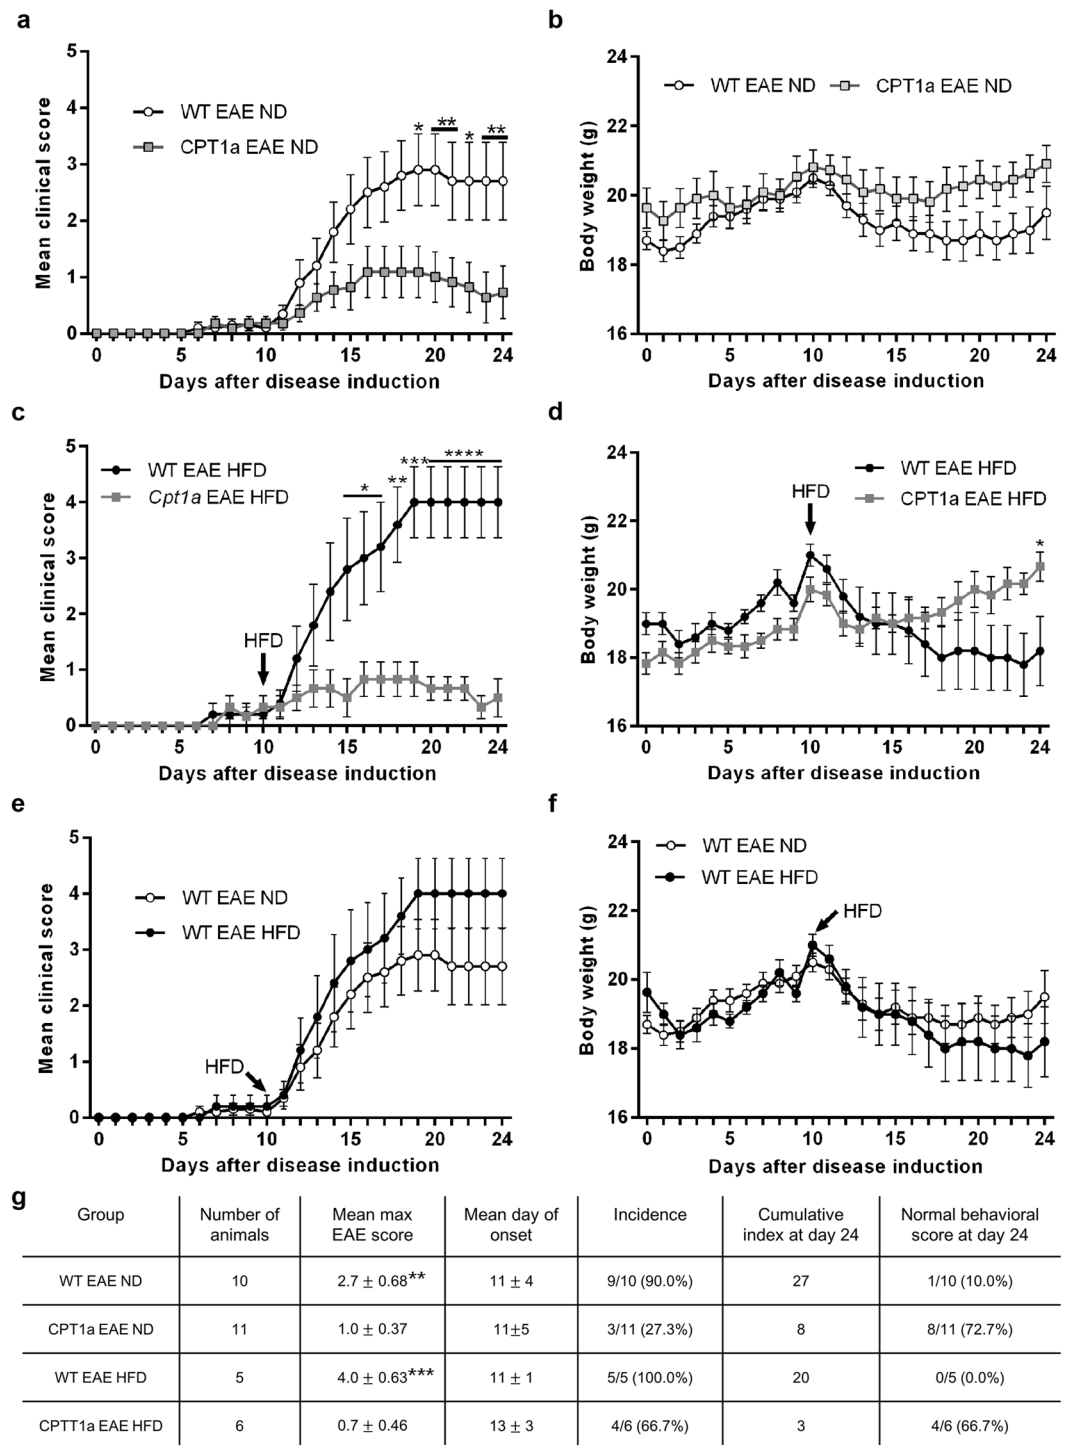 a
5
4
3
2
1
0
Mean clinical score
WT EAE ND
CPT1a EAE ND
* ** * **
0 5 10 15 20 24
Days after disease induction
b
24
22
20
18
16
Body weight (g)
WT EAE ND CPT1a EAE ND
0 5 10 15 20 24
Days after disease induction
c
5
4
3
2
1
0
Mean clinical score
WT EAE HFD
Cpt1a EAE HFD
* ** *** ****
HFD
0 5 10 15 20 24
Days after disease induction
d
24
22
20
18
16
Body weight (g)
WT EAE HFD
CPT1a EAE HFD
HFD
*
0 5 10 15 20 24
Days after disease induction
e
5
4
3
2
1
0
Mean clinical score
WT EAE ND
WT EAE HFD
HFD
0 5 10 15 20 24
Days after disease induction
f
24
22
20
18
16
Body weight (g)
WT EAE ND
WT EAE HFD
HFD
0 5 10 15 20 24
Days after disease induction
g
Group Number of animals Mean max EAE score Mean day of onset Incidence Cumulative index at day 24 Normal behavioral score at day 24
WT EAE ND 10 2.7 ± 0.68** 11 ± 4 9/10 (90.0%) 27 1/10 (10.0%)
CPT1a EAE ND 11 1.0 ± 0.37 11±5 3/11 (27.3%) 8 8/11 (72.7%)
WT EAE HFD 5 4.0 ± 0.63*** 11 ± 1 5/5 (100.0%) 20 0/5 (0.0%)
CPTT1a EAE HFD 6 0.7 ± 0.46 13 ± 3 4/6 (66.7%) 3 4/6 (66.7%)